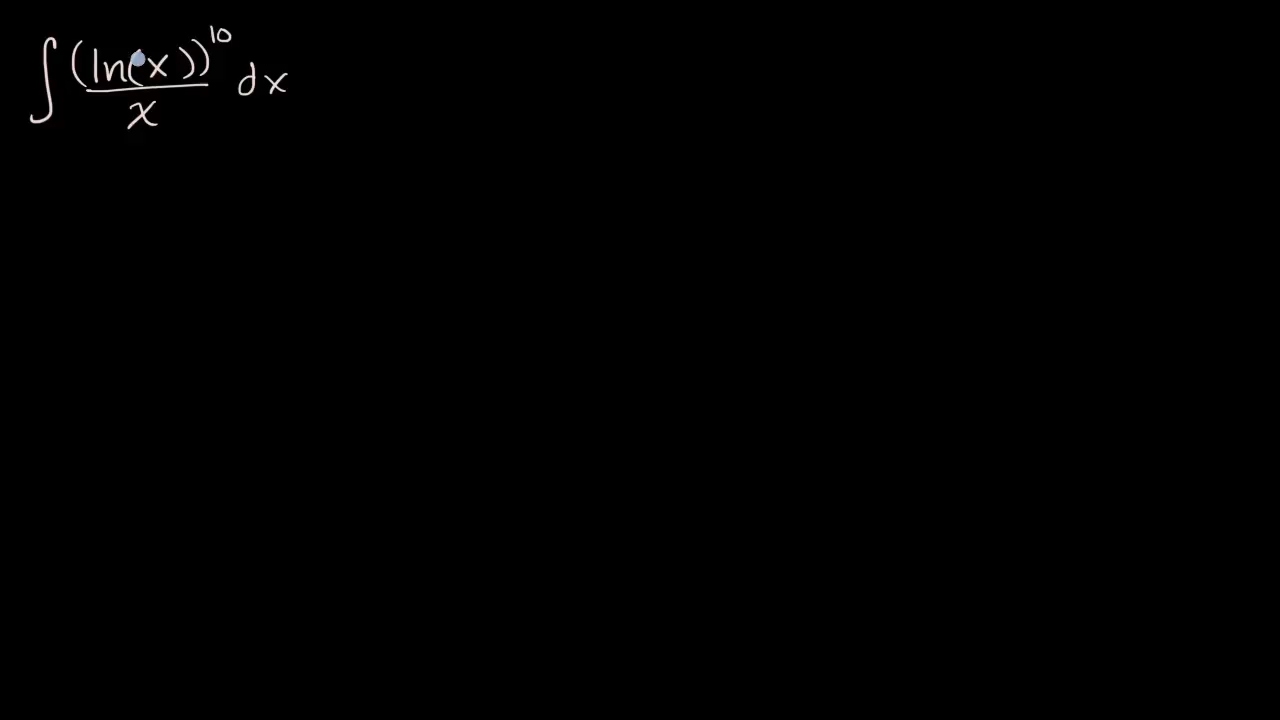 ∫ (ln(x))^10 / x dx